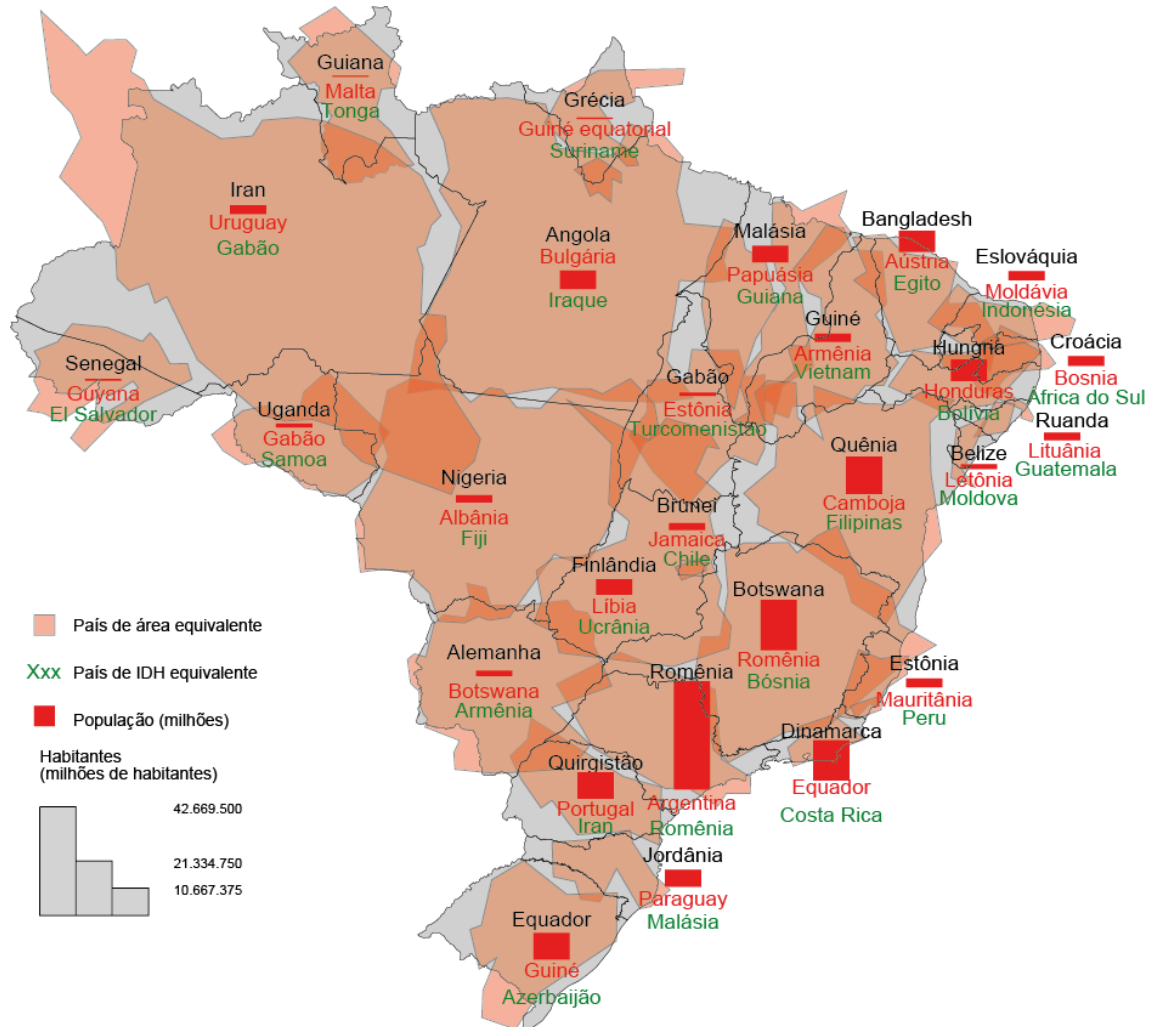 Guiana
Malta
Tonga
Grécia
Guiné equatorial
Suriname
Iran
Uruguay
Gabão
Angola
Bulgária
Iraque
Malásia
Papuásia
Guiana
Bangladesh
Aústria
Egito
Eslováquia
Moldávia
Indonésia
Guiné
Armênia
Vietnam
Hungria
Honduras
Bolívia
Croácia
Bosnia
África do Sul
Senegal
Guyana
El Salvador
Uganda
Gabão
Samoa
Gabão
Estônia
Turcomenistão
Ruanda
Lituânia
Guatemala
Belize
Letônia
Moldova
Quênia
Camboja
Filipinas
Nigeria
Albânia
Fiji
Brunei
Jamaica
Chile
Finlândia
Líbia
Ucrânia
Botswana
Romênia
Bósnia
Alemanha
Botswana
Armênia
Romênia
Argentina
Romênia
Estônia
Mauritânia
Peru
Dinamarca
Equador
Costa Rica
Quirgistão
Portugal
Iran
Jordânia
Paraguay
Malásia
Equador
Guiné
Azerbaijão
País de área equivalente
Xxx País de IDH equivalente
População (milhões)
Habitantes
(milhões de habitantes)
42.669.500
21.334.750
10.667.375